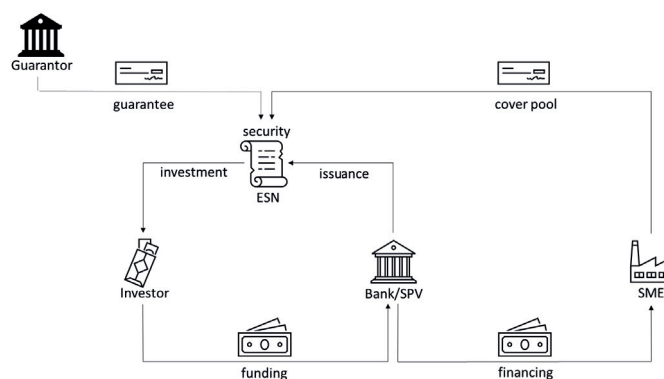 Guarantor
guarantee
cover pool
security
investment
issuance
ESN
Investor
Bank/SPV
SME
funding
financing